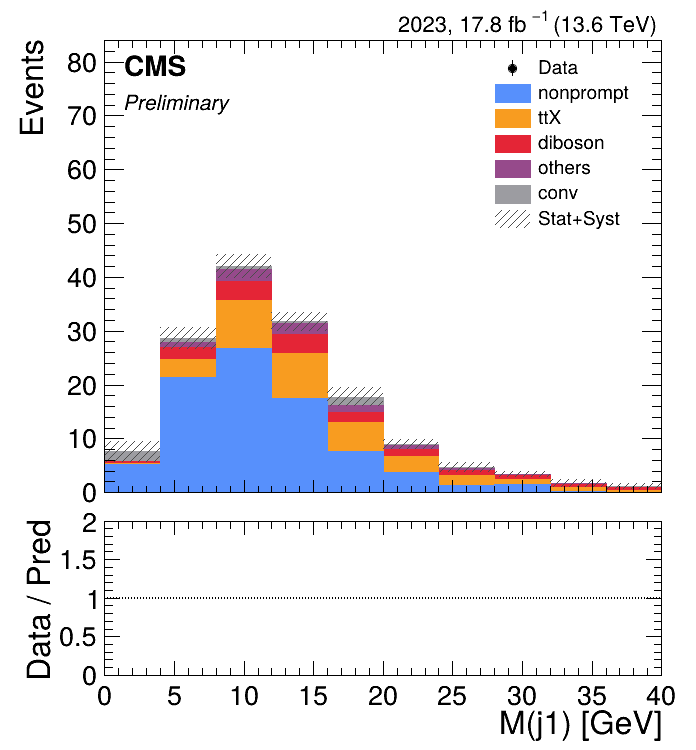 2023, 17.8 fb⁻¹ (13.6 TeV)
CMS
Preliminary
Events
80
70
60
50
40
30
20
10
0
Data
nonprompt
ttX
diboson
others
conv
Stat+Syst
Data / Pred
2
1.5
1
0.5
0
0 5 10 15 20 25 30 35 40
M(j1) [GeV]